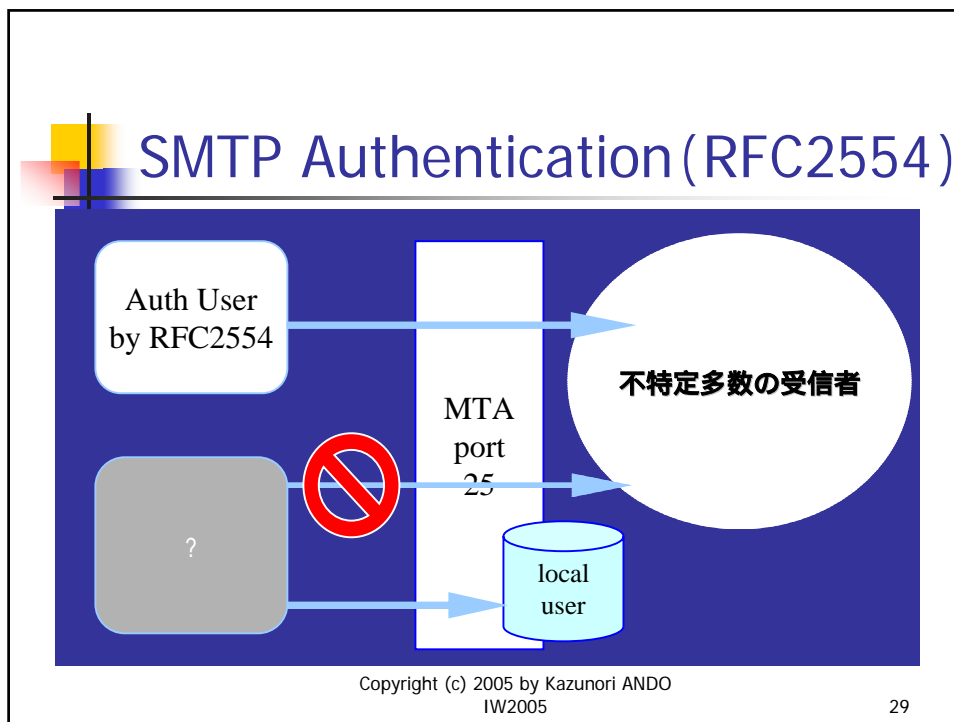 SMTP Authentication(RFC2554)
Auth User
by RFC2554
MTA
port
25
不特定多数の受信者
?
local
user
Copyright (c) 2005 by Kazunori ANDO
IW2005
29